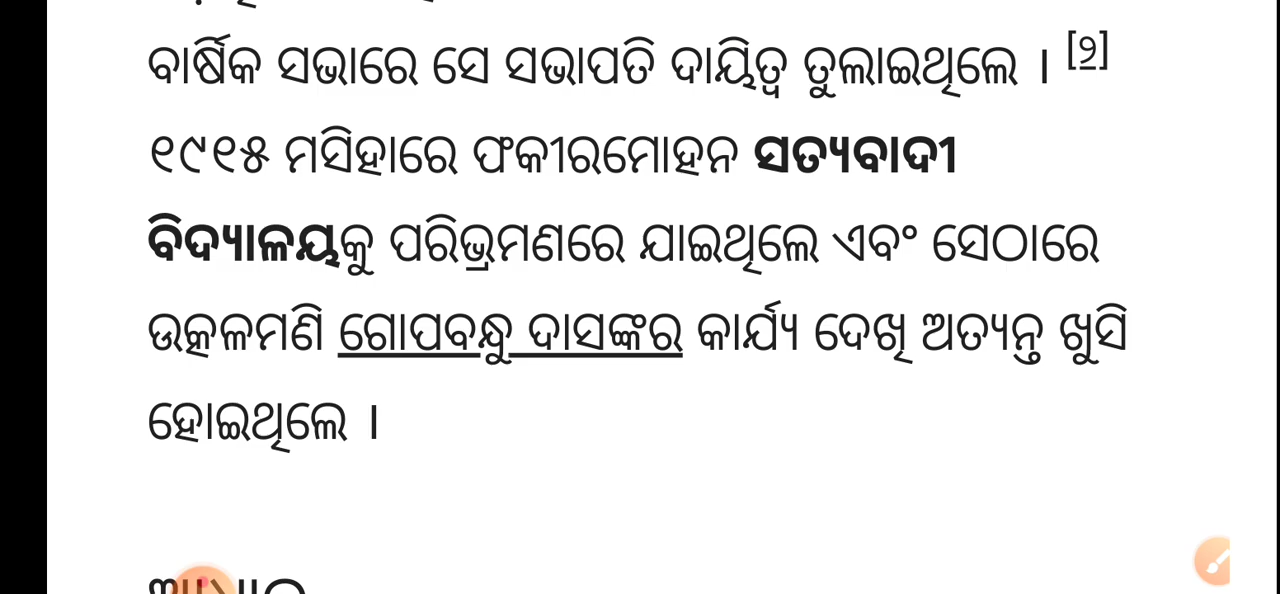 ବାର୍ଷିକ ସଭାରେ ସେ ସଭାପତି ଦାୟିତ୍ୱ ତୁଲାଇଥିଲେ । [୨]
୧୯୧୫ ମସିହାରେ ଫକୀରମୋହନ ସତ୍ୟବାଦୀ
ବିଦ୍ୟାଳୟକୁ ପରିଭ୍ରମଣରେ ଯାଇଥିଲେ ଏବଂ ସେଠାରେ
ଉତ୍କଳମଣି ଗୋପବନ୍ଧୁ ଦାସଙ୍କର କାର୍ଯ୍ୟ ଦେଖି ଅତ୍ୟନ୍ତ ଖୁସି
ହୋଇଥିଲେ ।